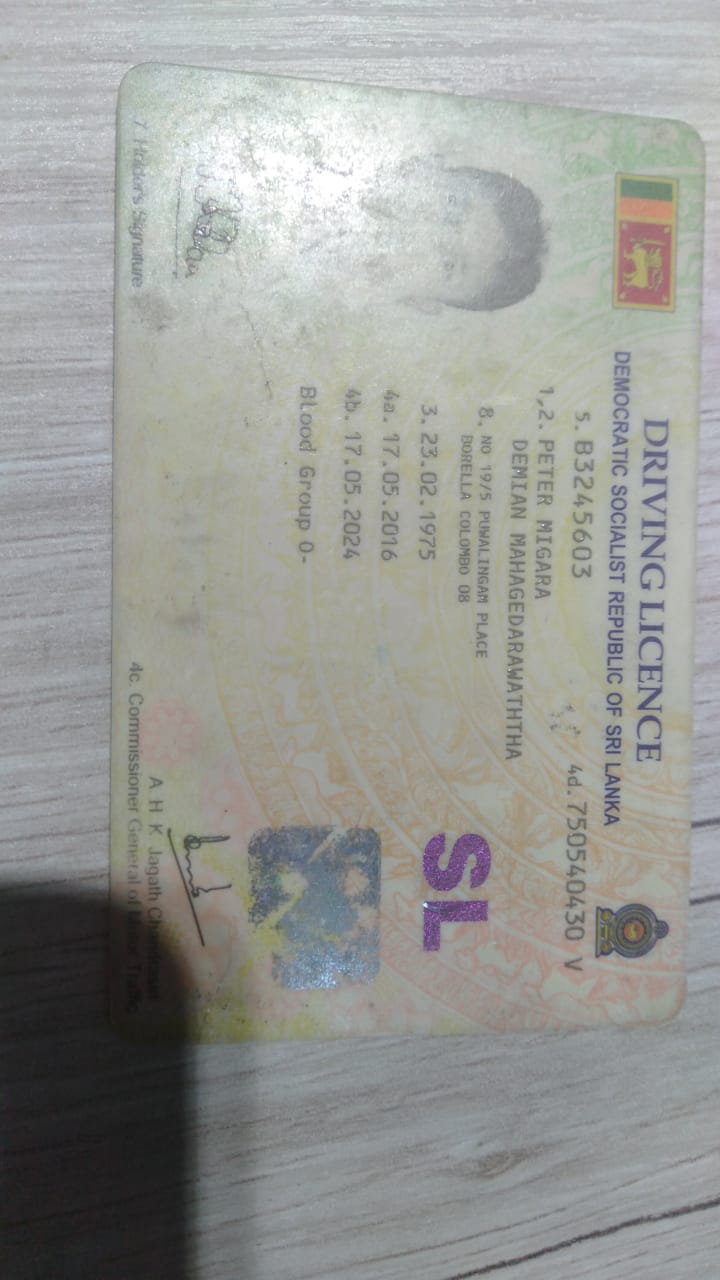 DRIVING LICENCE
DEMOCRATIC SOCIALIST REPUBLIC OF SRI LANKA
5. B3245603
4d. 750540430 V
1,2. PETER MIGARA
DEMIAN MAHAGEDARAWATHTHA
8. NO 19/5 PUWALINGAM PLACE
BORELLA COLOMBO 08
SL
3. 23.02.1975
4a. 17.05.2016
4b. 17.05.2024
Blood Group O-
7. Holder's Signature
A. H. K. Jagath Chandrasiri
4c. Commissioner General of Motor Traffic